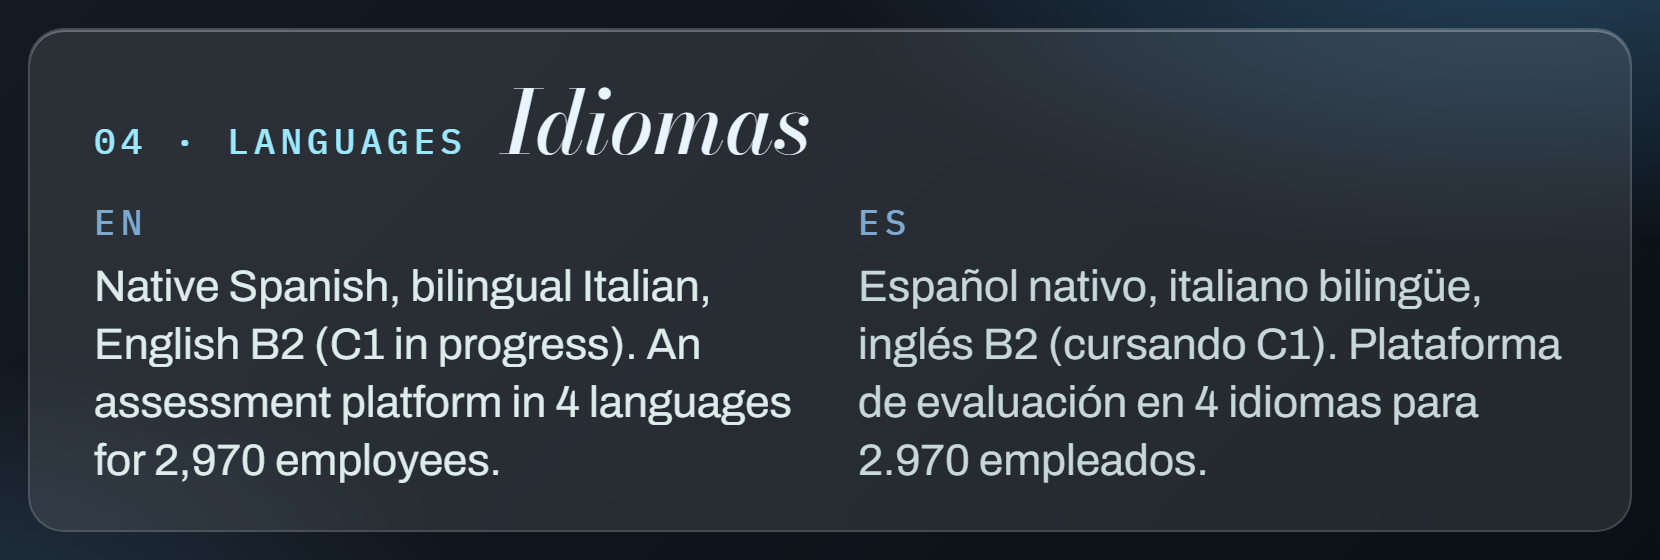 04 · LANGUAGES Idiomas
EN
Native Spanish, bilingual Italian,
English B2 (C1 in progress). An
assessment platform in 4 languages
for 2,970 employees.
ES
Español nativo, italiano bilingüe,
inglés B2 (cursando C1). Plataforma
de evaluación en 4 idiomas para
2.970 empleados.